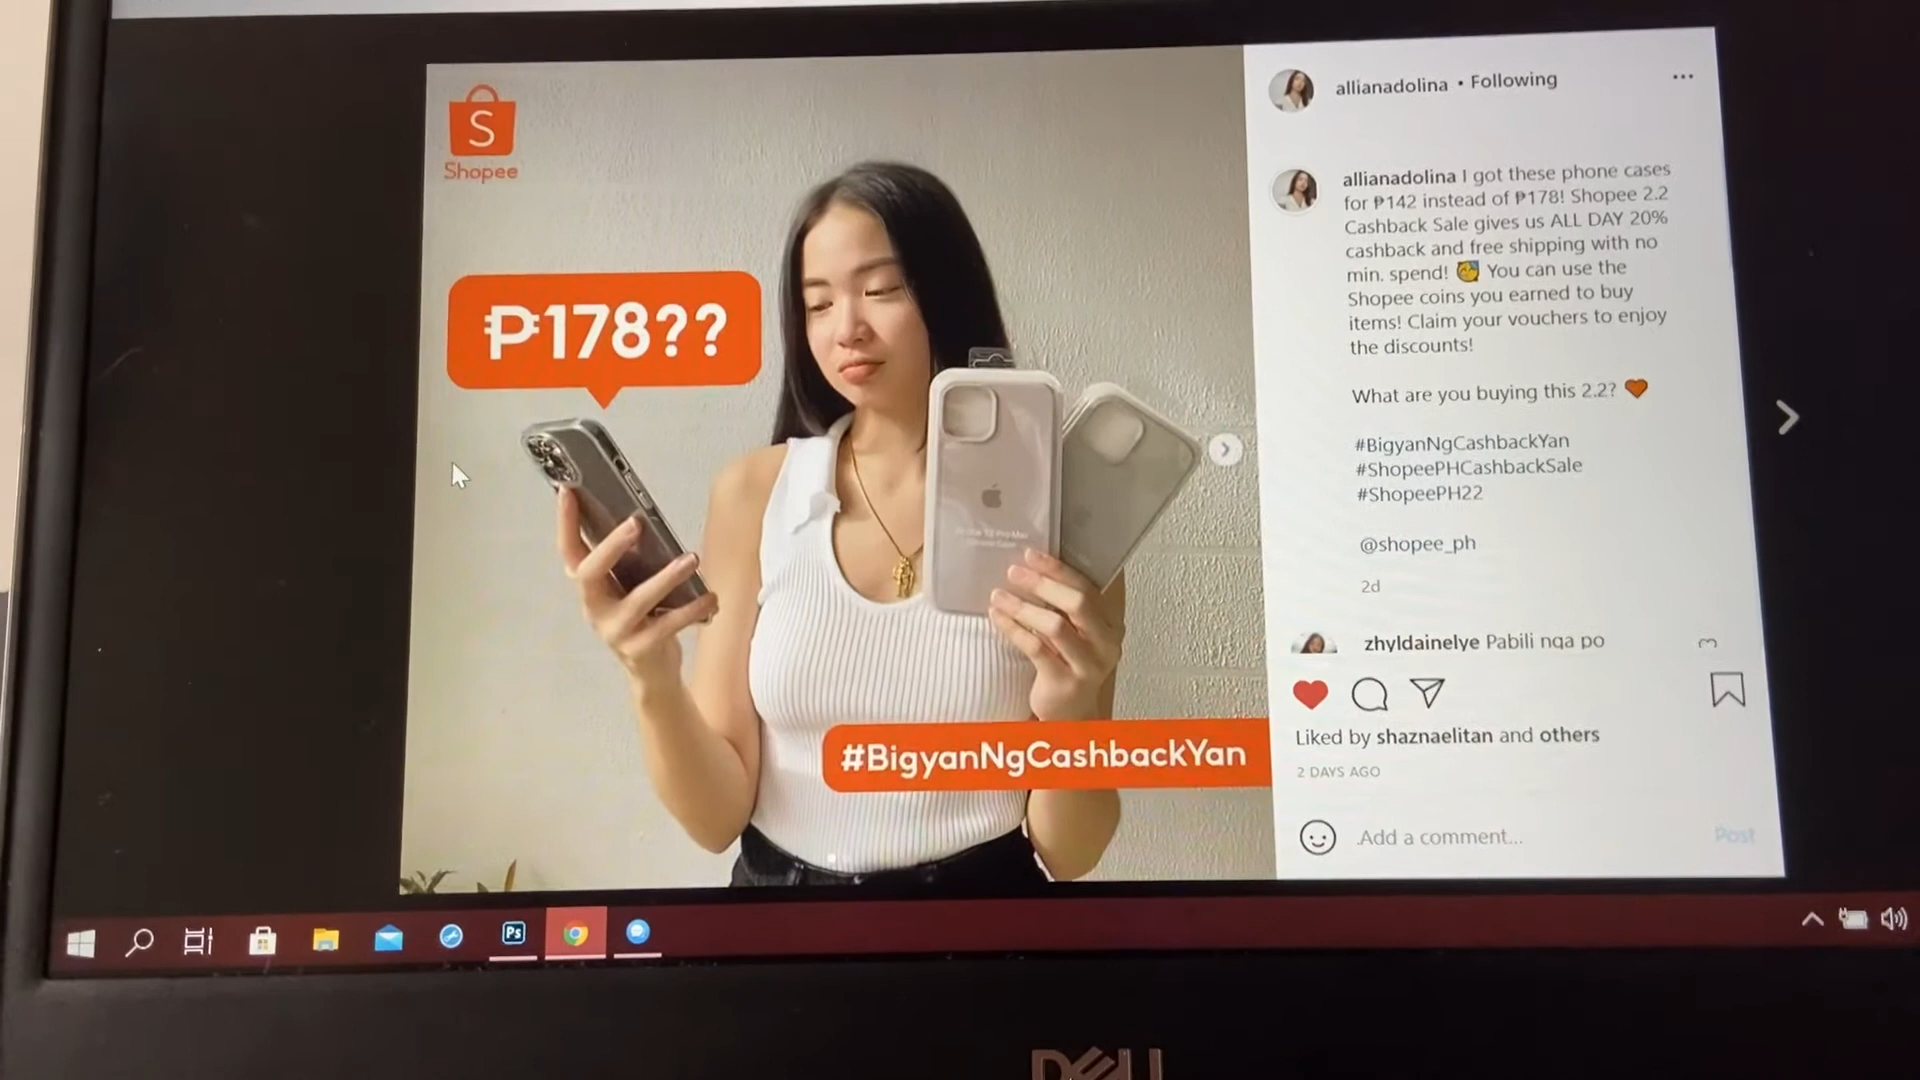 S
Shopee
₱178??
#BigyanNgCashbackYan
allianadolina • Following
allianadolina I got these phone cases
for ₱142 instead of ₱178! Shopee 2.2
Cashback Sale gives us ALL DAY 20%
cashback and free shipping with no
min. spend! 🥳 You can use the
Shopee coins you earned to buy
items! Claim your vouchers to enjoy
the discounts!
What are you buying this 2.2? 🧡
#BigyanNgCashbackYan
#ShopeePHCashbackSale
#ShopeePH22
@shopee_ph
2d
zhyldainelye Pabili nga po
Liked by shaznaelitan and others
2 DAYS AGO
Add a comment...
Post
Ps
DELL